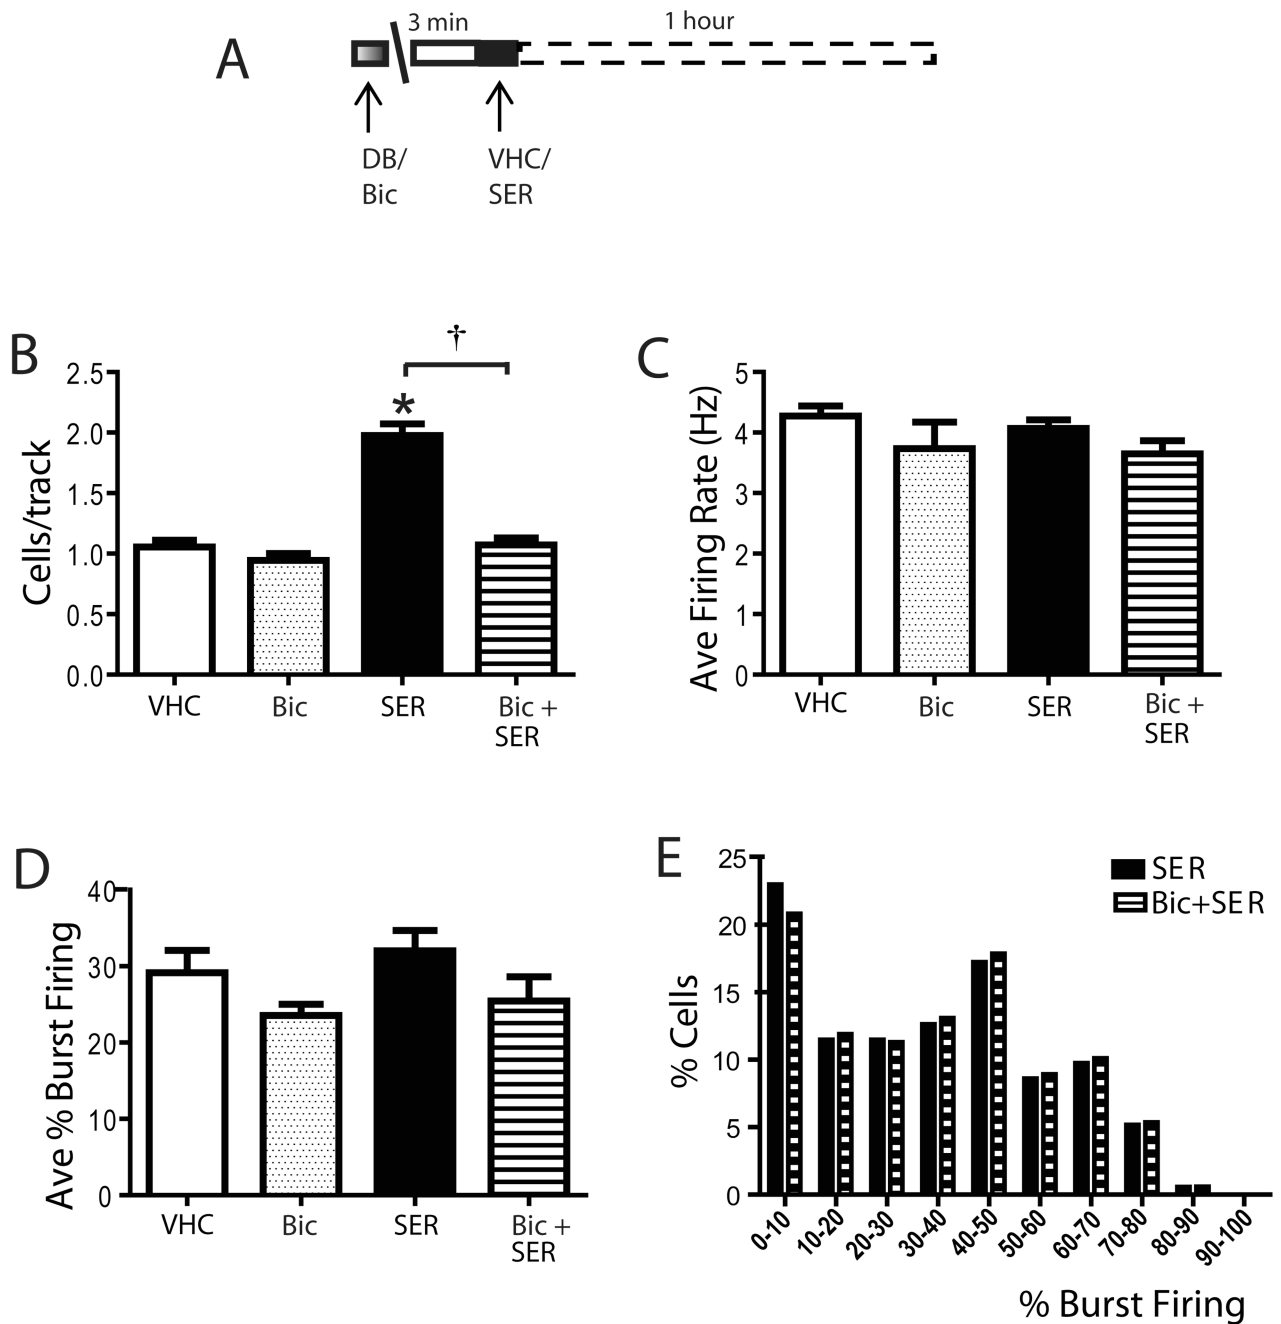 A
3 min
1 hour
DB/
Bic
VHC/
SER
B
†
*
Cells/track
2.5
2.0
1.5
1.0
0.5
0.0
VHC
Bic
SER
Bic +
SER
C
Ave Firing Rate (Hz)
5
4
3
2
1
0
VHC
Bic
SER
Bic +
SER
D
Ave % Burst Firing
40
30
20
10
0
VHC
Bic
SER
Bic +
SER
E
SER
Bic+SER
% Cells
25
20
15
10
5
0
0-10
10-20
20-30
30-40
40-50
50-60
60-70
70-80
80-90
90-100
% Burst Firing